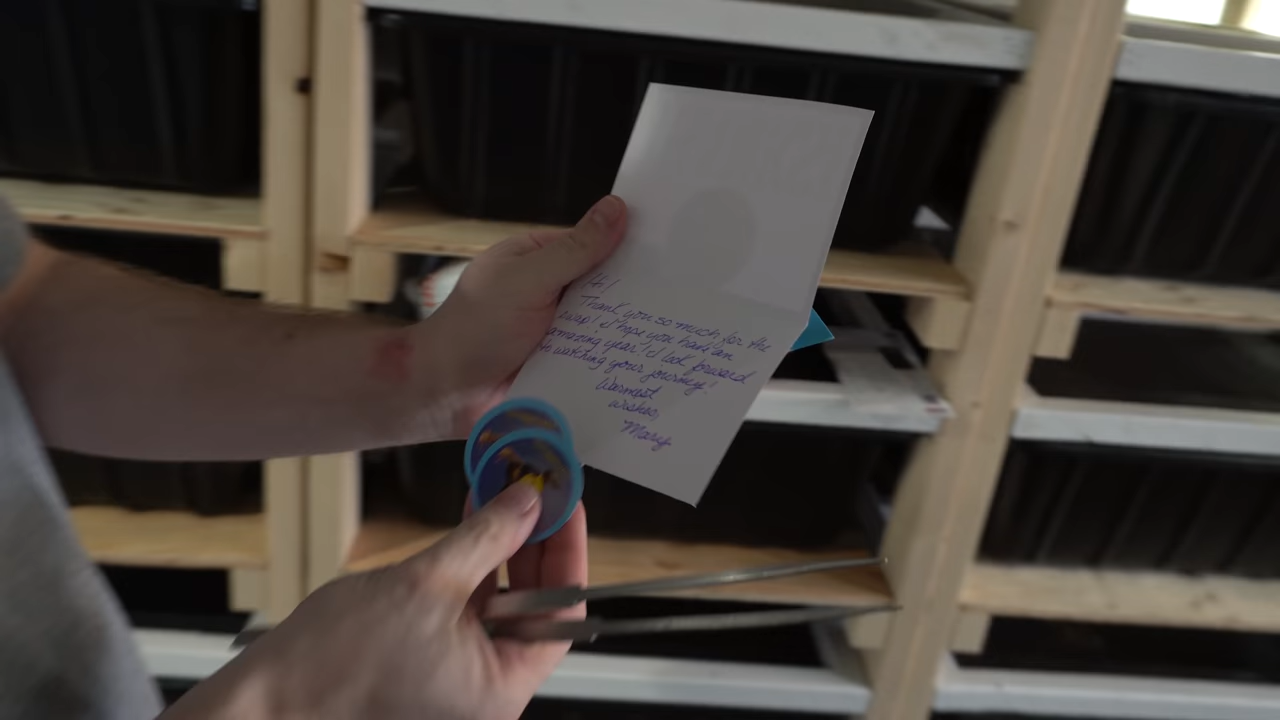 Hi!
Thank you so much for the
swap! I hope you have an
amazing year! I look forward
to watching your journey!
Warmest
wishes,
Mary